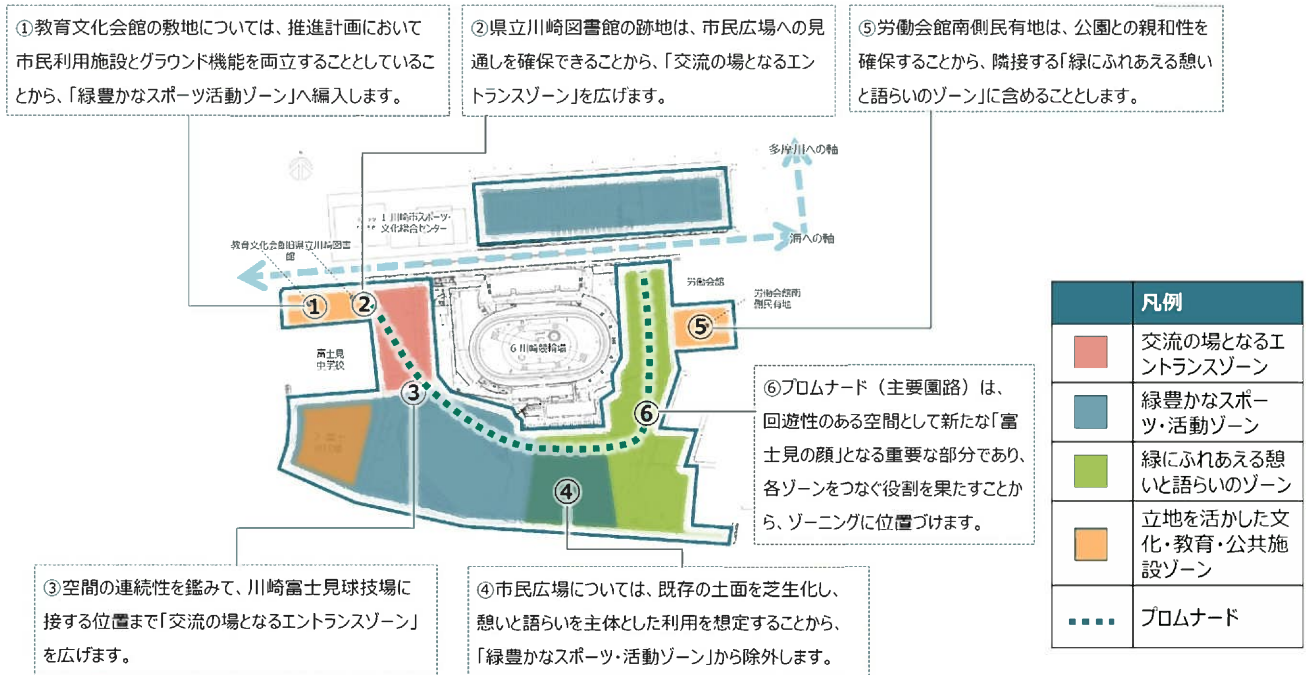 ①教育文化会館の敷地については、推進計画において
市民利用施設とグラウンド機能を両立することとしているこ
とから、「緑豊かなスポーツ活動ゾーン」へ編入します。
②県立川崎図書館の跡地は、市民広場への見
通しを確保できることから、「交流の場となるエン
トランスゾーン」を広げます。
⑤労働会館南側民有地は、公園との親和性を
確保することから、隣接する「緑にふれあえる憩い
と語らいのゾーン」に含めることとします。
多摩川への軸
1 川崎市スポーツ・
文化総合センター
海への軸
教育文化会館
旧県立川崎図書
館
労働会館
労働会館南
側民有地
①
②
⑤
6 川崎競輪場
富士見
中学校
③
⑥
④
⑥プロムナード（主要園路）は、
回遊性のある空間として新たな「富
士見の顔」となる重要な部分であり、
各ゾーンをつなぐ役割を果たすことか
ら、ゾーニングに位置づけます。
凡例
交流の場となるエ
ントランスゾーン
緑豊かなスポー
ツ・活動ゾーン
緑にふれあえる憩
いと語らいのゾーン
立地を活かした文
化・教育・公共施
設ゾーン
プロムナード
③空間の連続性を鑑みて、川崎富士見球技場に
接する位置まで「交流の場となるエントランスゾーン」
を広げます。
④市民広場については、既存の土面を芝生化し、
憩いと語らいを主体とした利用を想定することから、
「緑豊かなスポーツ・活動ゾーン」から除外します。